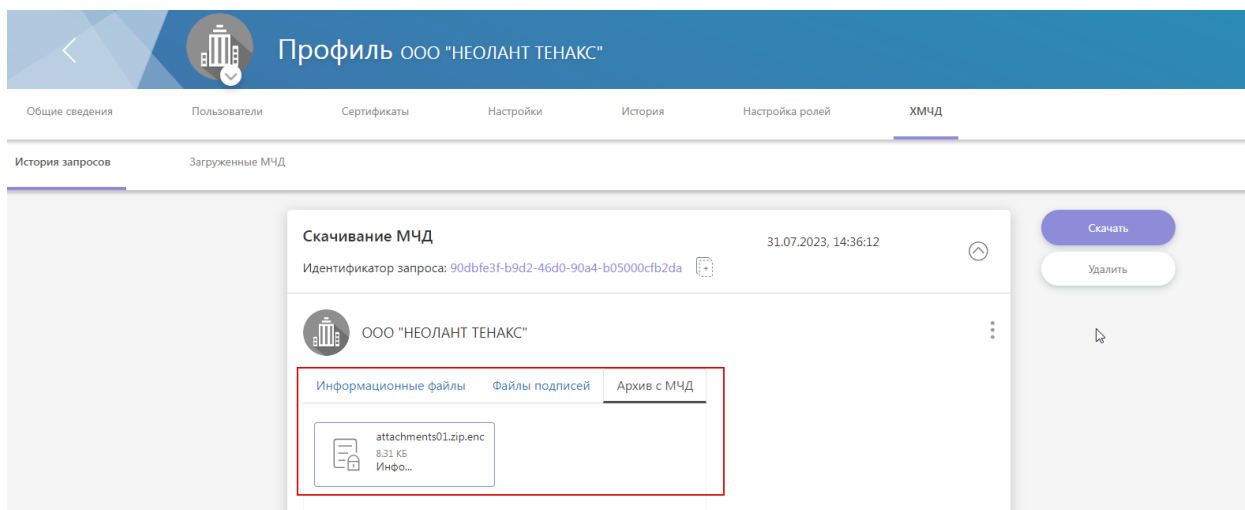 Профиль ООО "НЕОЛАНТ ТЕНАКС"
Общие сведения Пользователи Сертификаты Настройки История Настройка ролей ХМЧД
История запросов Загруженные МЧД
Скачивание МЧД 31.07.2023, 14:36:12 Скачать
Идентификатор запроса: 90dbfe3f-b9d2-46d0-90a4-b05000cfb2da Удалить
ООО "НЕОЛАНТ ТЕНАКС"
Информационные файлы Файлы подписей Архив с МЧД
attachments01.zip.enc
8.31 КБ
Инфо...